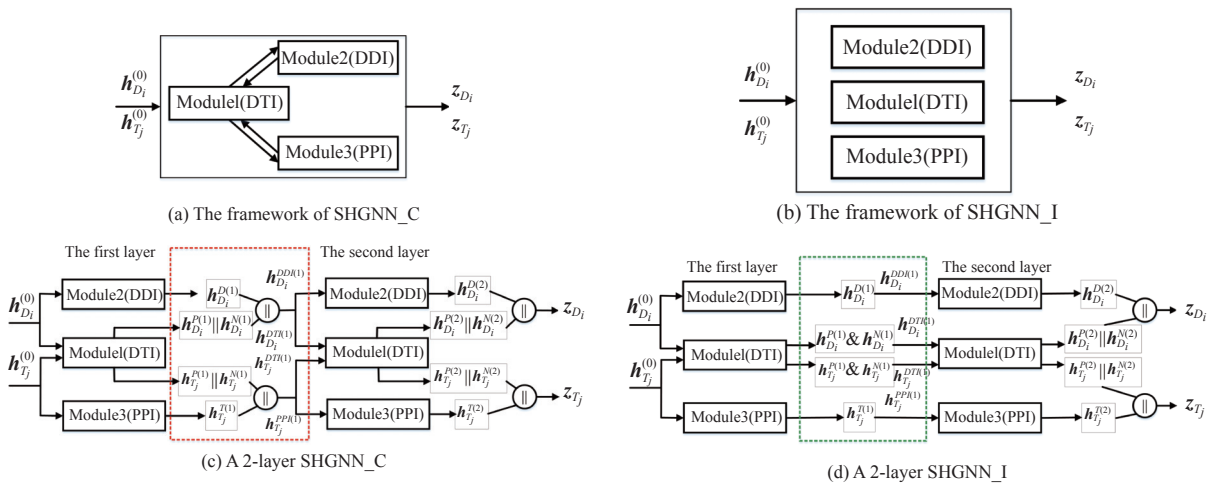 Module2(DDI)
h_{D_i}^{(0)}
Modulel(DTI)
z_{D_i}
h_{T_j}^{(0)}
z_{T_j}
Module3(PPI)
(a) The framework of SHGNN_C
Module2(DDI)
h_{D_i}^{(0)}
z_{D_i}
Modulel(DTI)
h_{T_j}^{(0)}
z_{T_j}
Module3(PPI)
(b) The framework of SHGNN_I
The first layer
The second layer
h_{D_i}^{DDI(1)}
h_{D_i}^{(0)}
Module2(DDI)
h_{D_i}^{D(1)}
Module2(DDI)
h_{D_i}^{D(2)}
||
||
z_{D_i}
h_{D_i}^{P(1)}||h_{D_i}^{N(1)}
h_{D_i}^{P(2)}||h_{D_i}^{N(2)}
h_{D_i}^{DTI(1)}
Modulel(DTI)
Modulel(DTI)
h_{T_j}^{(0)}
h_{T_j}^{DTI(1)}
h_{T_j}^{P(1)}||h_{T_j}^{N(1)}
h_{T_j}^{P(2)}||h_{T_j}^{N(2)}
||
||
z_{T_j}
Module3(PPI)
h_{T_j}^{T(1)}
h_{T_j}^{PPI(1)}
Module3(PPI)
h_{T_j}^{T(2)}
(c) A 2-layer SHGNN_C
The first layer
The second layer
h_{D_i}^{(0)}
Module2(DDI)
h_{D_i}^{D(1)}
h_{D_i}^{DDI(1)}
Module2(DDI)
h_{D_i}^{D(2)}
||
z_{D_i}
h_{D_i}^{P(1)}&h_{D_i}^{N(1)}
h_{D_i}^{DTI(1)}
h_{D_i}^{P(2)}||h_{D_i}^{N(2)}
Modulel(DTI)
Modulel(DTI)
h_{T_j}^{(0)}
h_{T_j}^{P(1)}&h_{T_j}^{N(1)}
h_{T_j}^{DTI(1)}
h_{T_j}^{P(2)}||h_{T_j}^{N(2)}
||
z_{T_j}
h_{T_j}^{PPI(1)}
Module3(PPI)
h_{T_j}^{T(1)}
Module3(PPI)
h_{T_j}^{T(2)}
(d) A 2-layer SHGNN_I